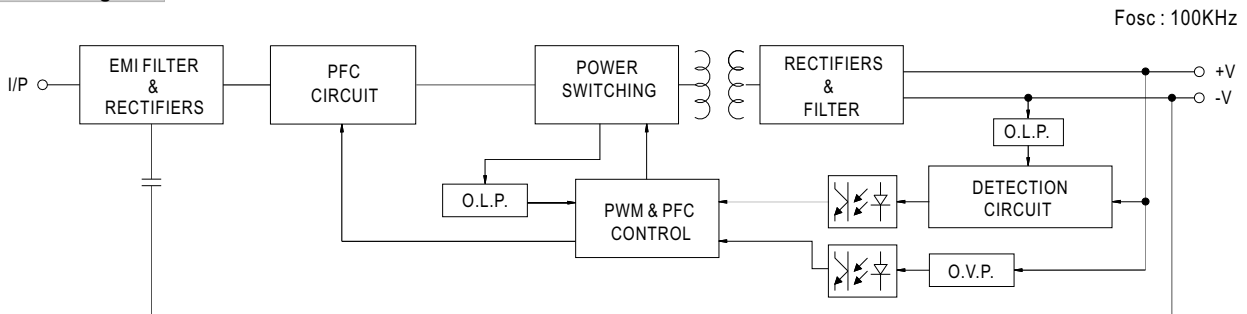 Fosc : 100KHz
I/P
EMI FILTER
&
RECTIFIERS
PFC
CIRCUIT
POWER
SWITCHING
RECTIFIERS
&
FILTER
+V
-V
O.L.P.
O.L.P.
PWM & PFC
CONTROL
DETECTION
CIRCUIT
O.V.P.